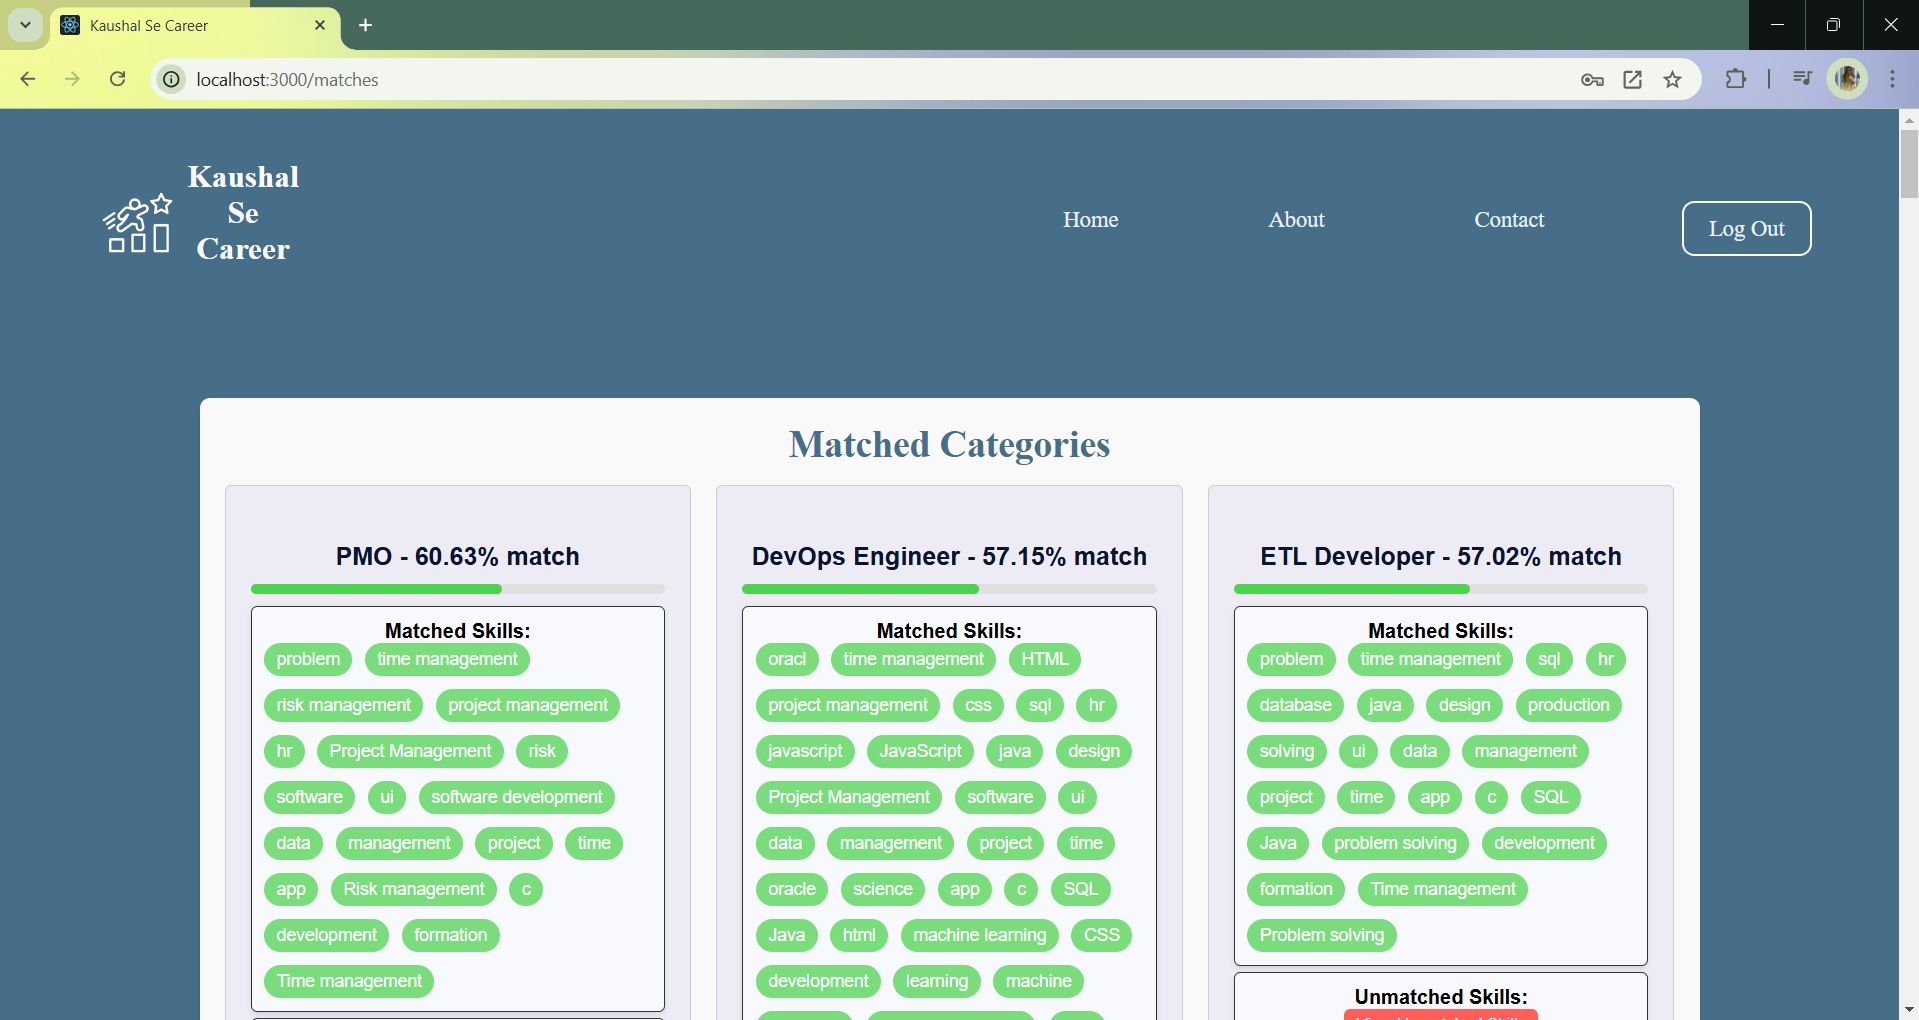 Kaushal Se Career
localhost:3000/matches
Kaushal
Se
Career
Home About Contact Log Out
Matched Categories
PMO - 60.63% match
Matched Skills:
problem time management
risk management project management
hr Project Management risk
software ui software development
data management project time
app Risk management c
development formation
Time management
DevOps Engineer - 57.15% match
Matched Skills:
oracl time management HTML
project management css sql hr
javascript JavaScript java design
Project Management software ui
data management project time
oracle science app c SQL
Java html machine learning CSS
development learning machine
ETL Developer - 57.02% match
Matched Skills:
problem time management sql hr
database java design production
solving ui data management
project time app c SQL
Java problem solving development
formation Time management
Problem solving
Unmatched Skills: